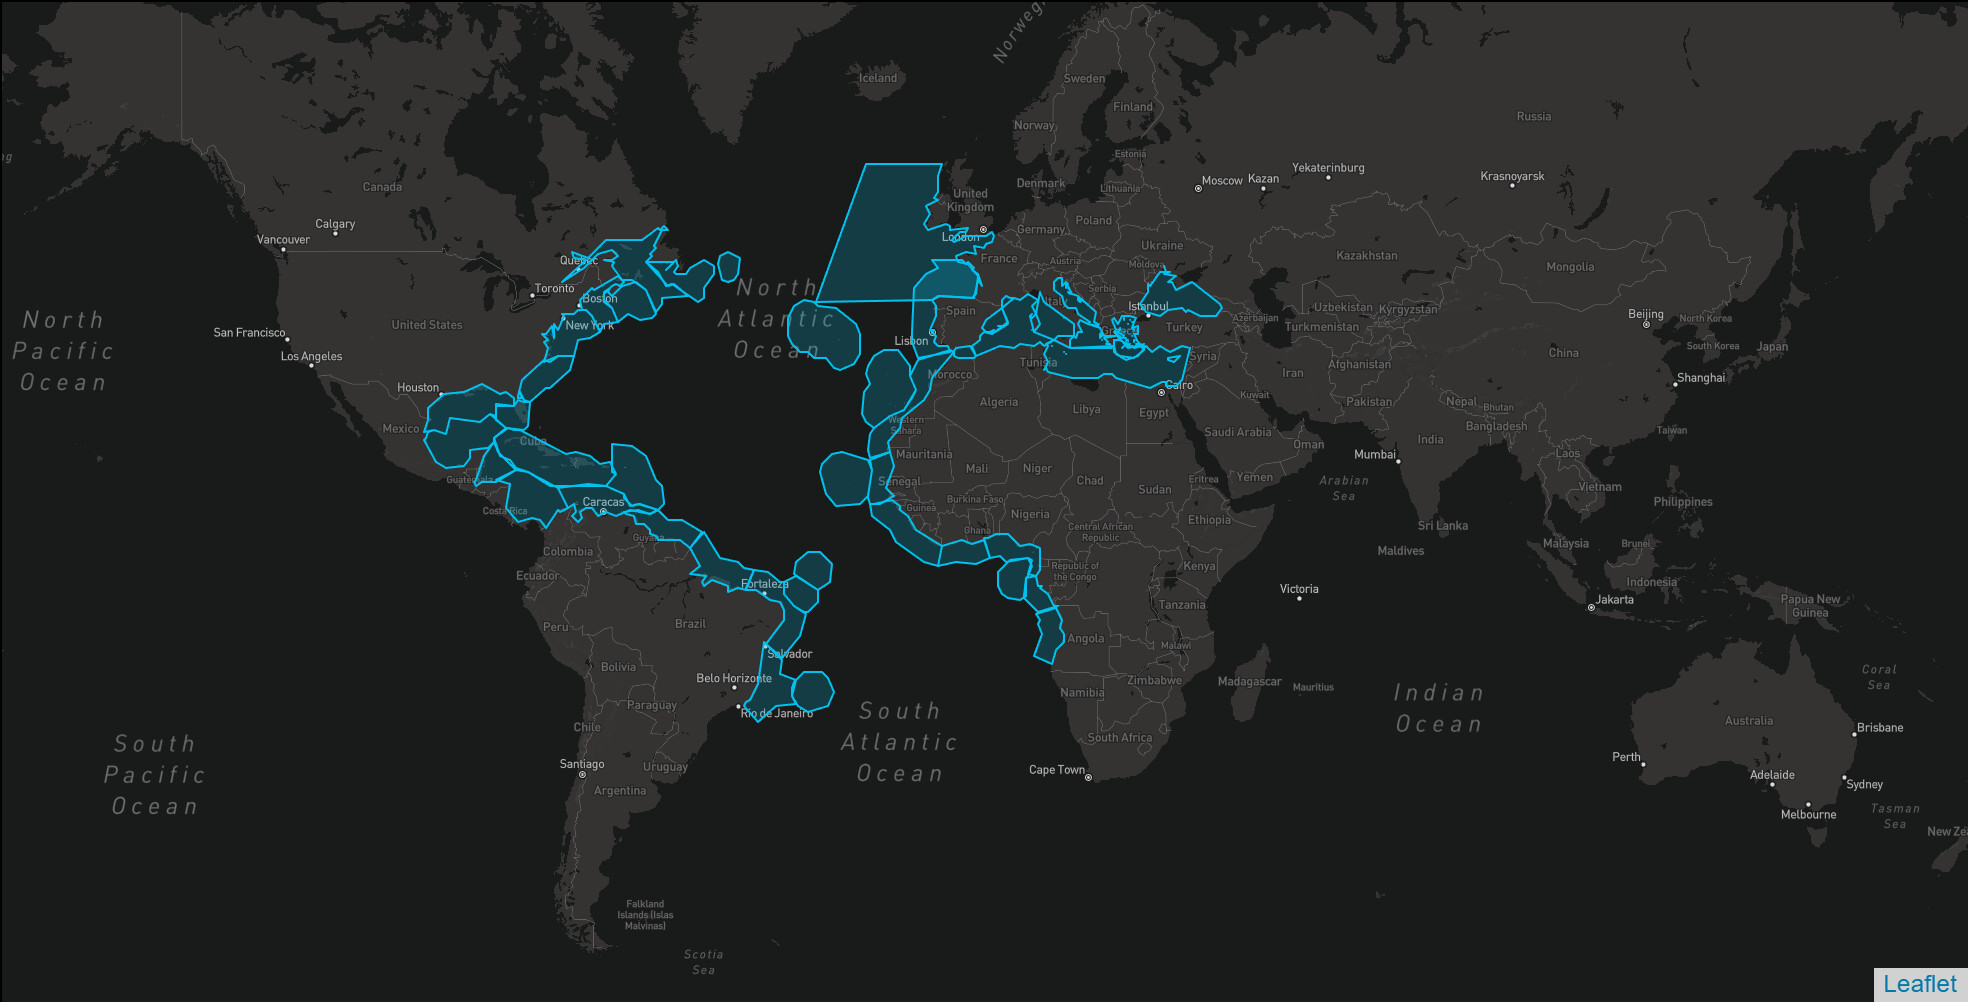 Norweg
Iceland
Sweden
Finland
Norway
Russia
Estonia
ng
Canada
Denmark
Lithuania
Moscow
Kazan
Yekaterinburg
Krasnoyarsk
United
Kingdom
Calgary
Vancouver
London
Germany
Poland
Ukraine
Quebec
France
Austria
Moldova
Kazakhstan
Mongolia
Toronto
Boston
North
Atlantic
Ocean
Serbia
Italy
Istanbul
Uzbekistan
Kyrgyzstan
Beijing
North
Pacific
Ocean
United States
New York
San Francisco
Los Angeles
Spain
Lisbon
Greece
Turkey
Azerbaijan
Turkmenistan
North Korea
South Korea
Japan
China
Tunisia
Syria
Afghanistan
Iran
Morocco
Cairo
Shanghai
Houston
Algeria
Libya
Egypt
Kuwait
Pakistan
Nepal
Bhutan
Bangladesh
Taiwan
Mexico
Cuba
Western
Sahara
Saudi Arabia
Oman
India
Mumbai
Laos
Mauritania
Mali
Niger
Chad
Sudan
Eritrea
Yemen
Arabian
Sea
Vietnam
Philippines
Guatemala
Senegal
Caracas
Costa Rica
Burkina Faso
Guinea
Nigeria
Ghana
Central African
Republic
Ethiopia
Sri Lanka
Guyana
Colombia
Maldives
Malaysia
Brunei
Ecuador
Fortaleza
Republic of
the Congo
Kenya
Victoria
Indonesia
Jakarta
Papua New
Guinea
Peru
Brazil
Tanzania
Angola
Malawi
Salvador
Bolivia
Belo Horizonte
Zimbabwe
Namibia
Madagascar
Mauritius
Coral
Sea
Indian
Ocean
Paraguay
Rio de Janeiro
South
Atlantic
Ocean
Chile
South Africa
Australia
Brisbane
South
Pacific
Ocean
Santiago
Uruguay
Argentina
Cape Town
Perth
Adelaide
Sydney
Melbourne
Tasman
Sea
New Zea
Falkland
Islands (Islas
Malvinas)
Scotia
Sea
Leaflet